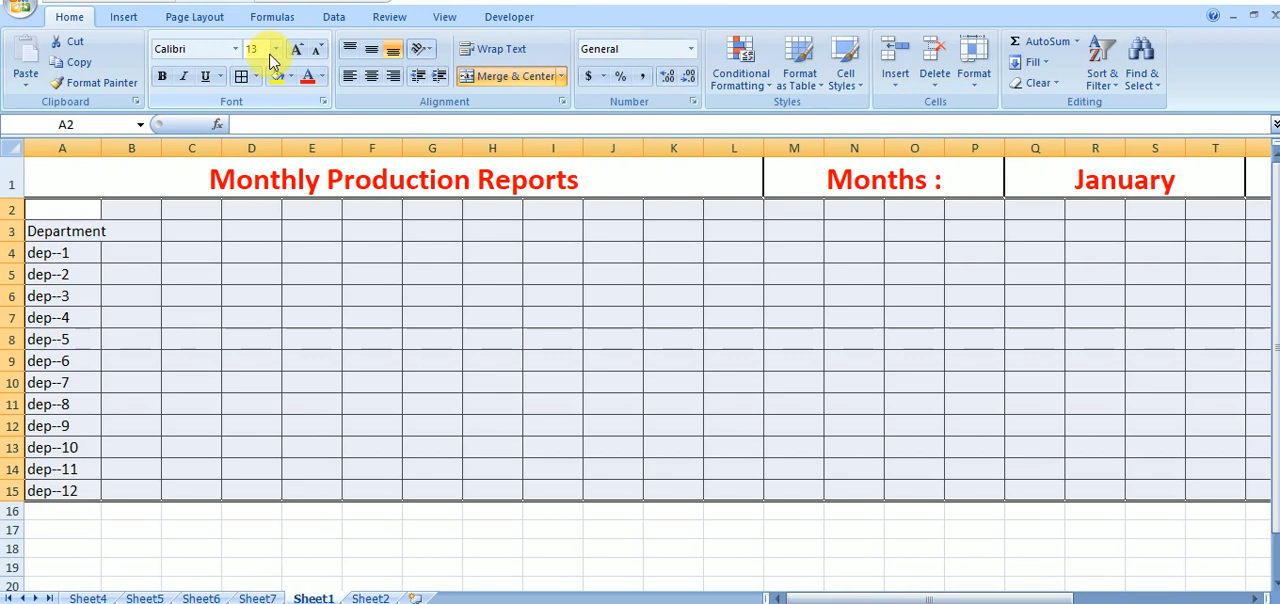 Home Insert Page Layout Formulas Data Review View Developer
Cut
Copy
Format Painter
Paste
Clipboard
Calibri 13
B I U A
Font
Wrap Text
Merge & Center
Alignment
General
$ % , .0 .00 .00 .0
Number
Conditional Formatting
Format as Table
Cell Styles
Styles
Insert Delete Format
Cells
Σ AutoSum
Fill
Clear
Sort & Filter
Find & Select
Editing
A2 fx
A B C D E F G H I J K L M N O P Q R S T
1 Monthly Production Reports Months : January
2
3 Department
4 dep--1
5 dep--2
6 dep--3
7 dep--4
8 dep--5
9 dep--6
10 dep--7
11 dep--8
12 dep--9
13 dep--10
14 dep--11
15 dep--12
16
17
18
19
20
Sheet4 Sheet5 Sheet6 Sheet7 Sheet1 Sheet2